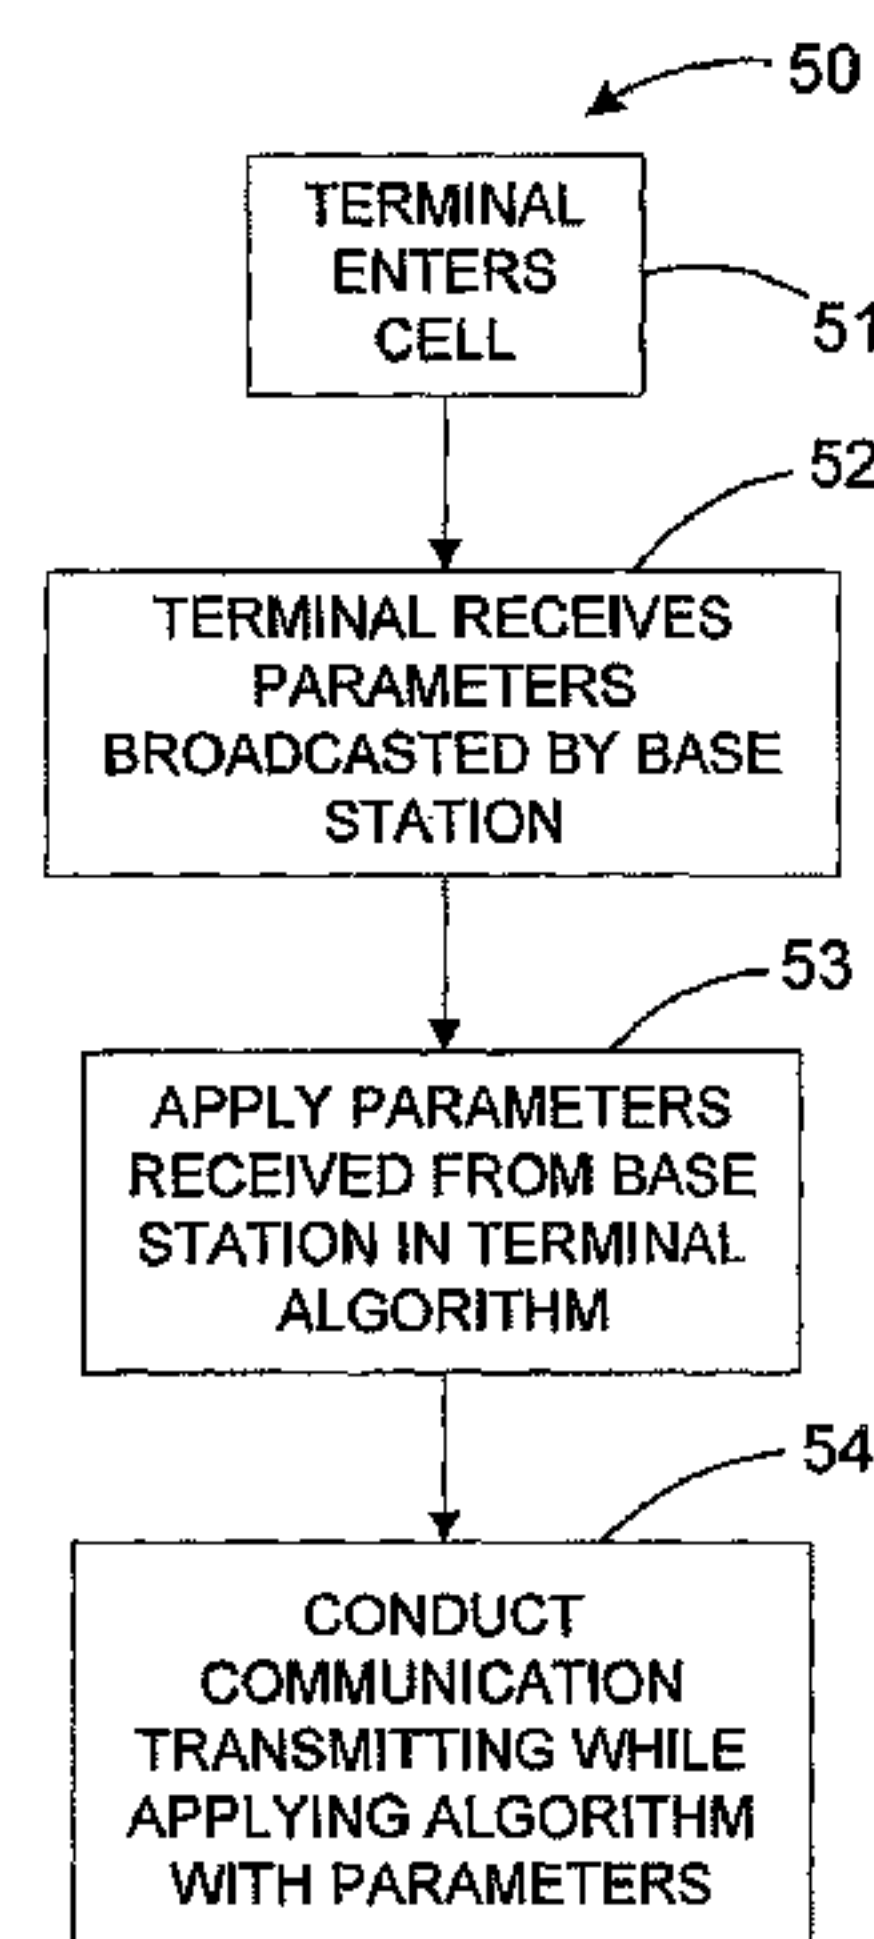 50
TERMINAL
ENTERS
CELL
51
52
TERMINAL RECEIVES
PARAMETERS
BROADCASTED BY BASE
STATION
53
APPLY PARAMETERS
RECEIVED FROM BASE
STATION IN TERMINAL
ALGORITHM
54
CONDUCT
COMMUNICATION
TRANSMITTING WHILE
APPLYING ALGORITHM
WITH PARAMETERS